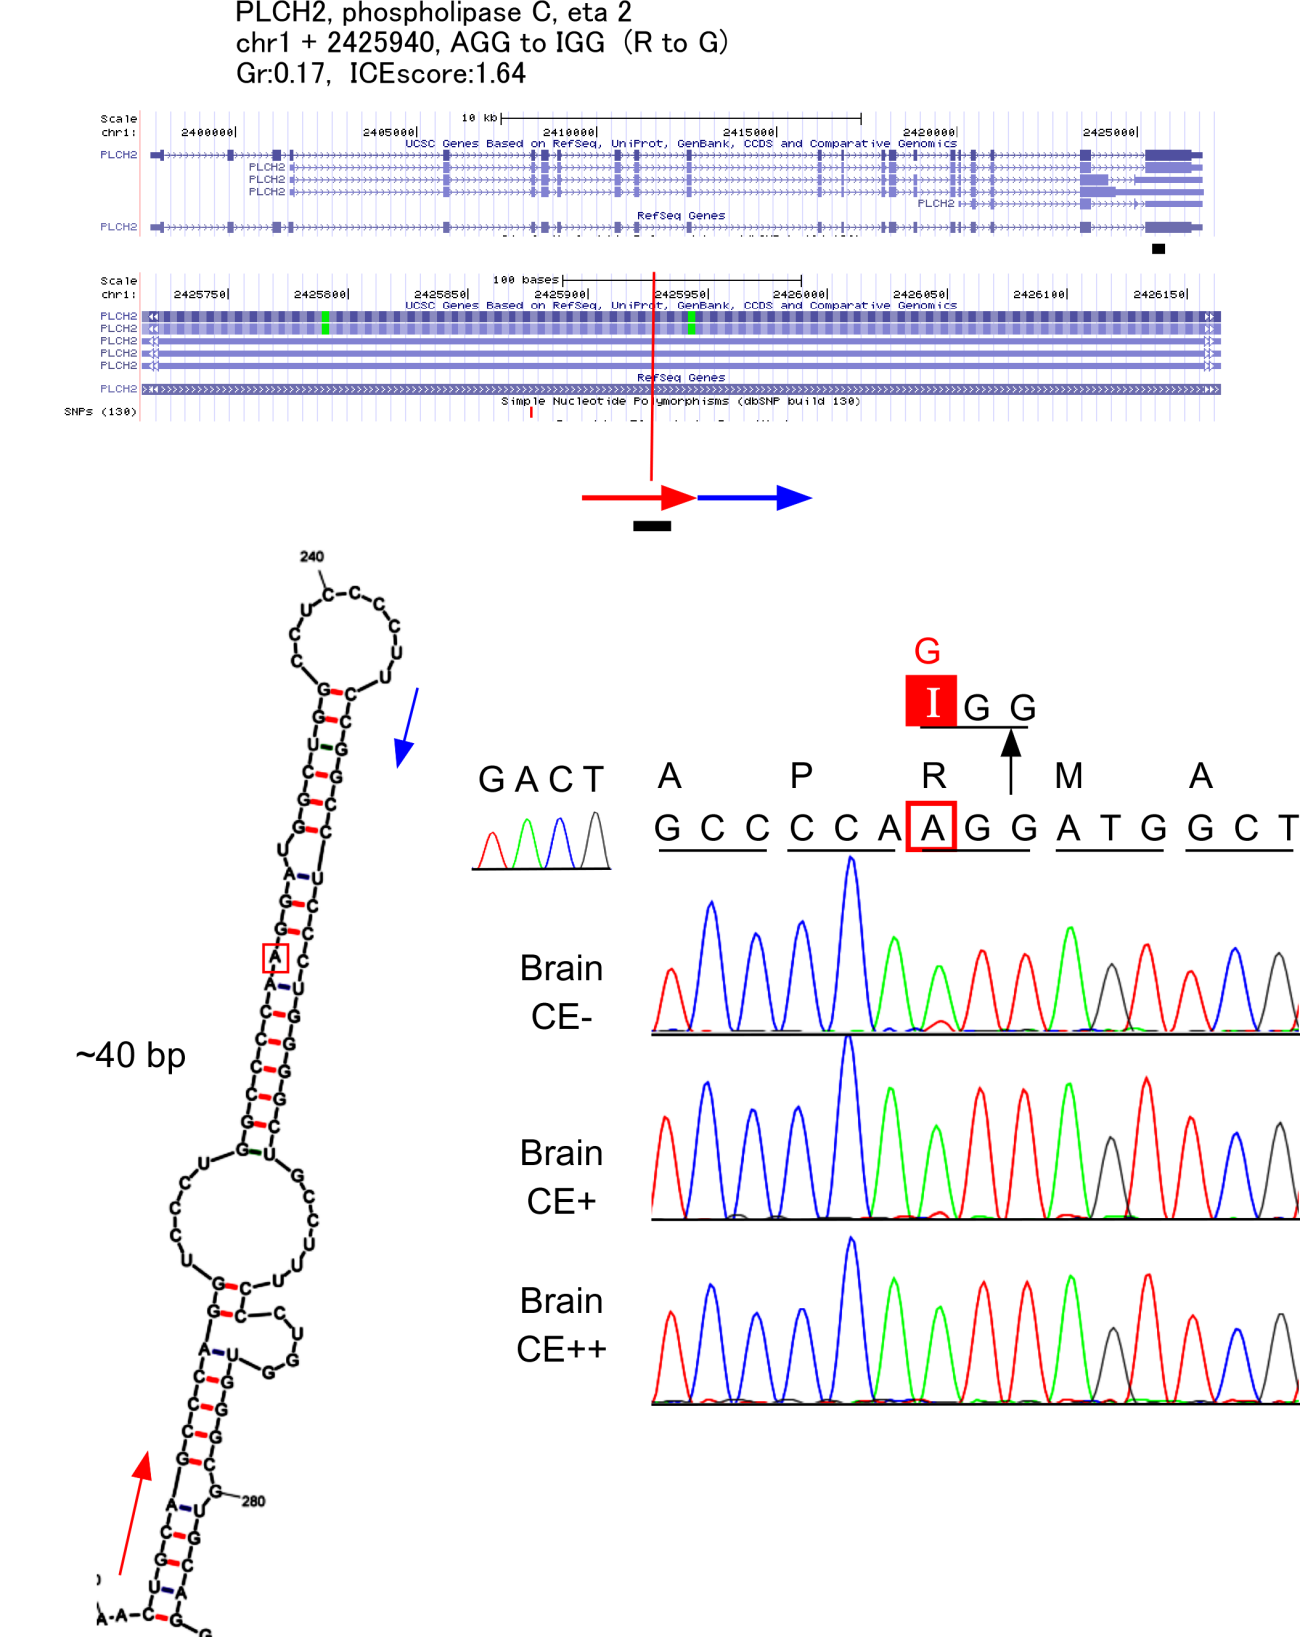 PLCH2, phospholipase C, eta 2
chr1 + 2425940, AGG to IGG (R to G)
Gr:0.17, ICEscore:1.64
Scale 10 kb
chr1: 2400000 2405000 2410000 2415000 2420000 2425000
UCSC Genes Based on RefSeq, UniProt, GenBank, CCDS and Comparative Genomics
PLCH2
PLCH2
PLCH2
PLCH2
PLCH2
RefSeq Genes
PLCH2
Scale 100 bases
chr1: 2425750 2425800 2425850 2425900 2425950 2426000 2426050 2426100 2426150
UCSC Genes Based on RefSeq, UniProt, GenBank, CCDS and Comparative Genomics
PLCH2
PLCH2
PLCH2
PLCH2
PLCH2
RefSeq Genes
PLCH2
Simple Nucleotide Polymorphisms (dbSNP build 130)
SNPs (130)
240
~40 bp
280
G
I G G
G A C T
A P R M A
G C C C C A A G G A T G G C T
Brain
CE-
Brain
CE+
Brain
CE++